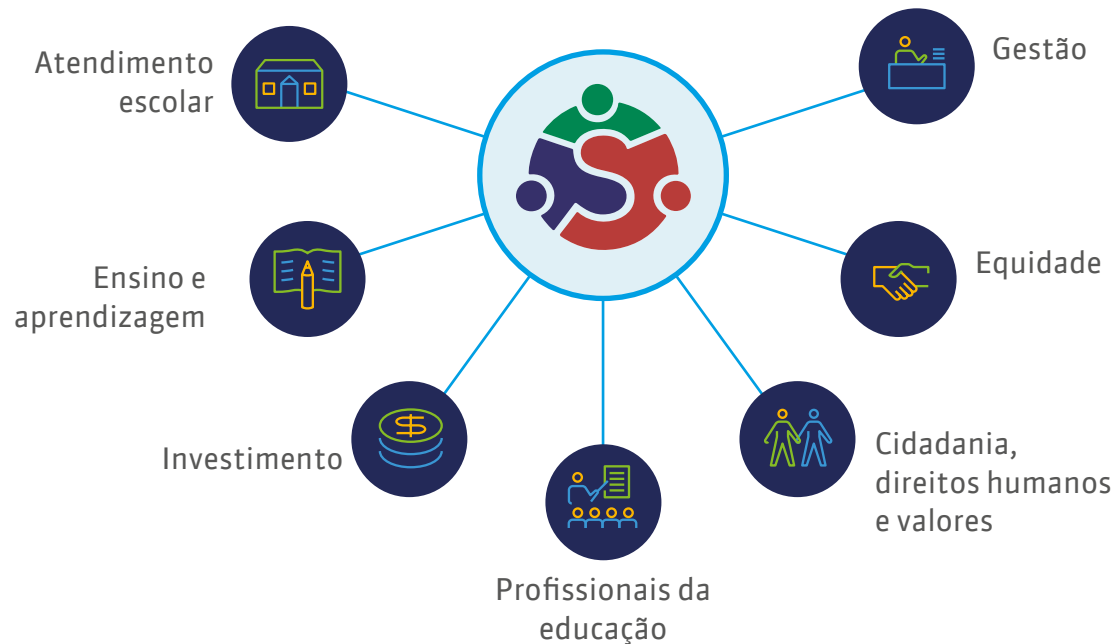 Atendimento
escolar
Gestão
Ensino e
aprendizagem
Equidade
Investimento
Cidadania,
direitos humanos
e valores
Profissionais da
educação